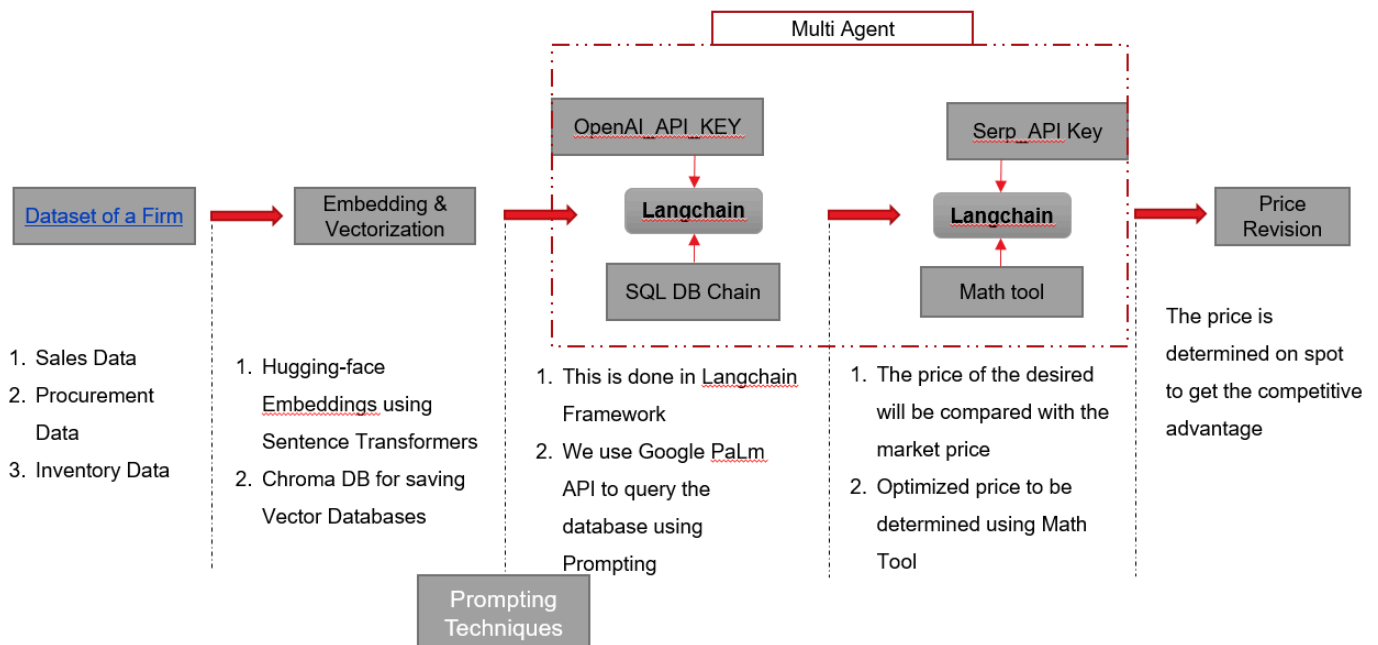 Multi Agent
OpenAI_API_KEY
Serp_API Key
Dataset of a Firm
Embedding &
Vectorization
Langchain
Langchain
Price
Revision
SQL DB Chain
Math tool
1. Sales Data
2. Procurement
Data
3. Inventory Data
1. Hugging-face
Embeddings using
Sentence Transformers
2. Chroma DB for saving
Vector Databases
1. This is done in Langchain
Framework
2. We use Google PaLm
API to query the
database using
Prompting
1. The price of the desired
will be compared with the
market price
2. Optimized price to be
determined using Math
Tool
The price is
determined on spot
to get the competitive
advantage
Prompting
Techniques